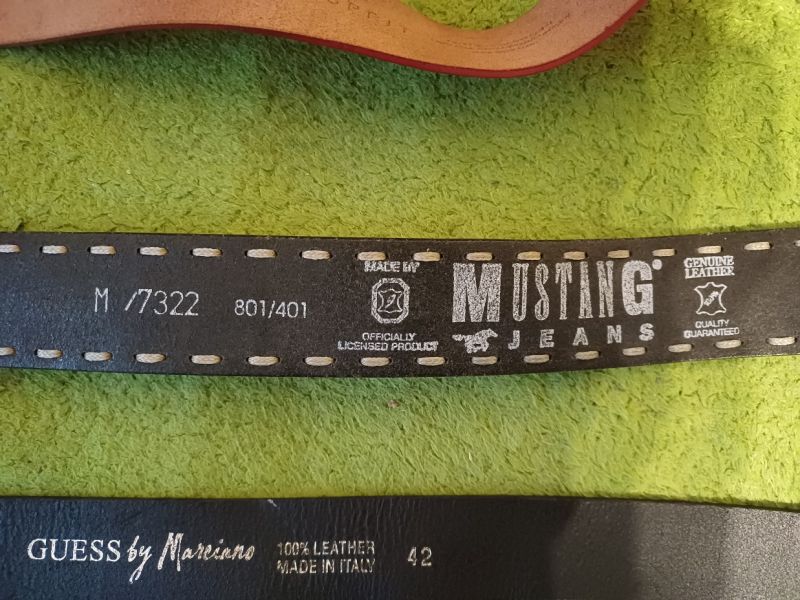 M /7322 801/401
MADE BY
OFFICIALLY
LICENSED PRODUCT
MUSTANG®
JEANS
GENUINE
LEATHER
QUALITY
GUARANTEED
GUESS by Marciano
100% LEATHER
MADE IN ITALY
42